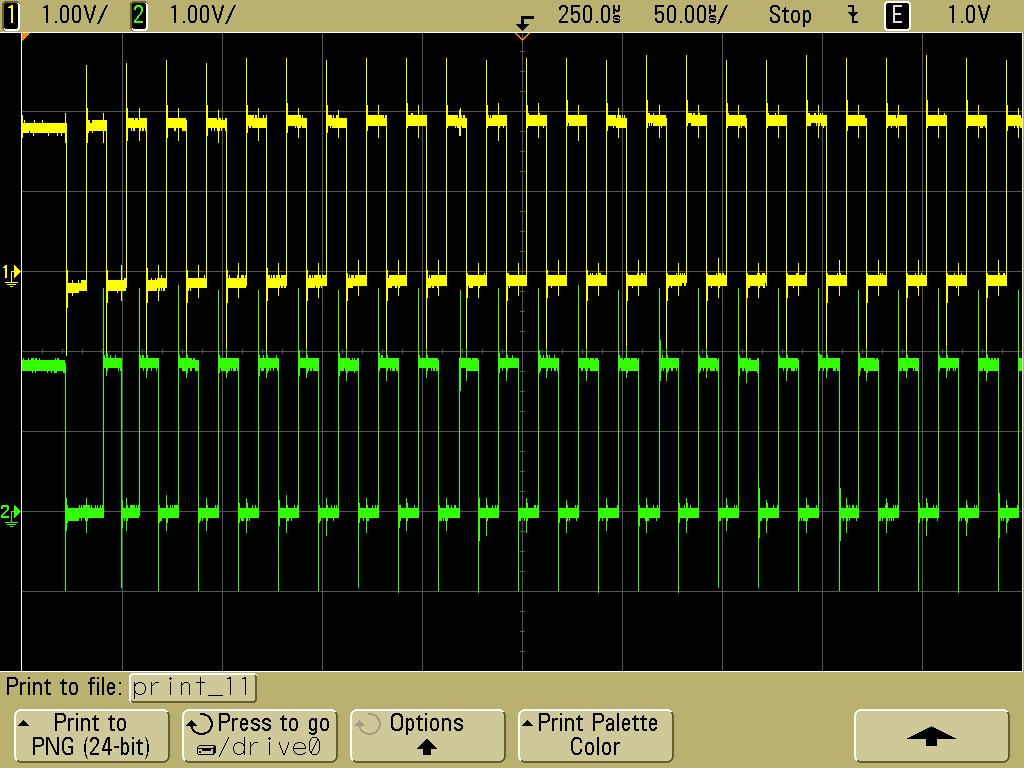 1 1.00V/ 2 1.00V/ 250.0µs 50.00µs/ Stop E 1.0V
1
2
Print to file: print_11
Print to Press to go Options Print Palette
PNG (24-bit) /drive0 Color